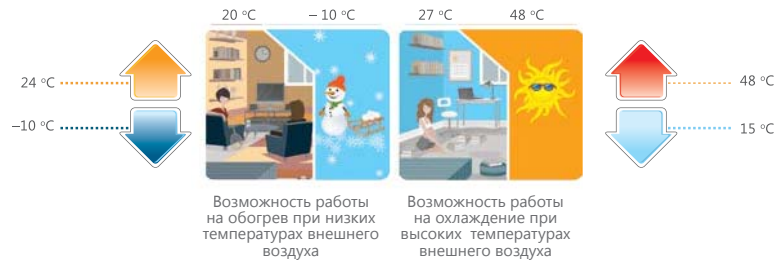 20 °C – 10 °C 27 °C 48 °C
24 °C
–10 °C
48 °C
15 °C
Возможность работы
на обогрев при низких
температурах внешнего
воздуха
Возможность работы
на охлаждение при
высоких температурах
внешнего воздуха